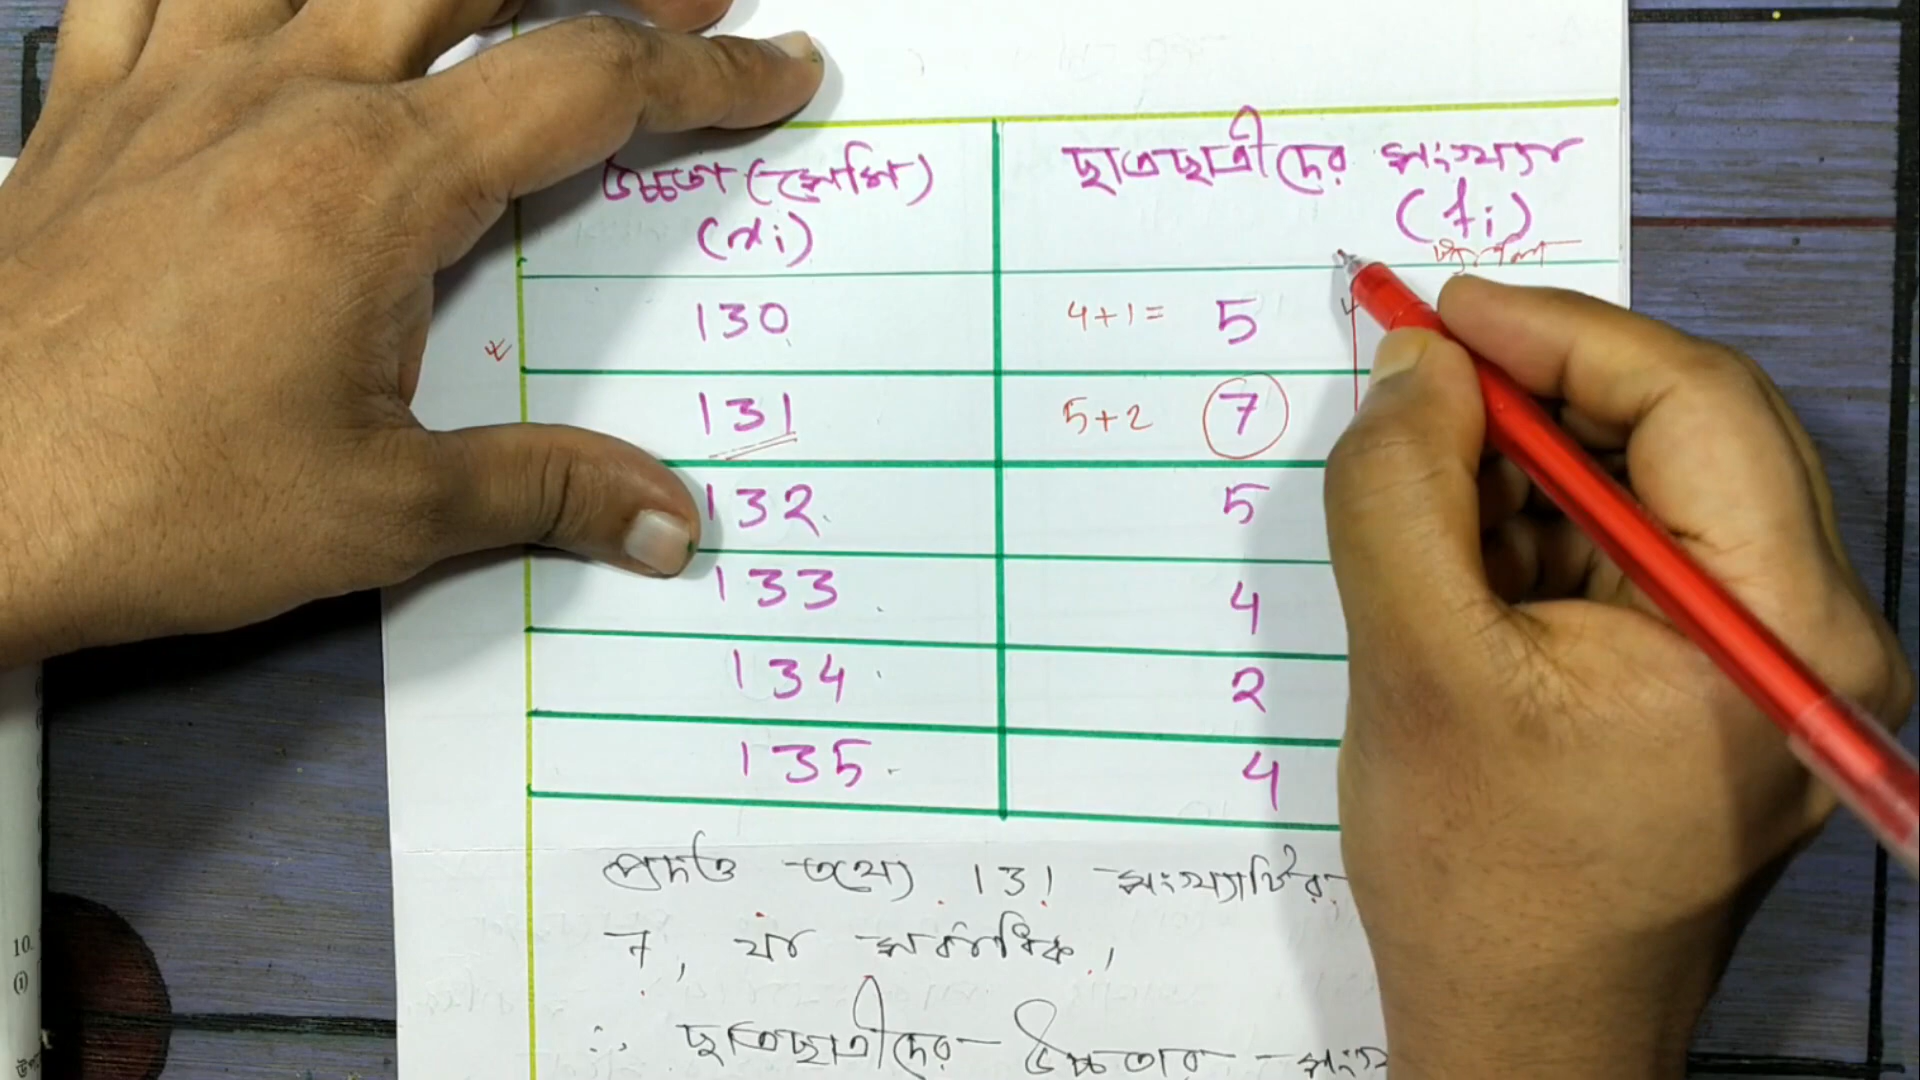 উচ্চতা (সেমি) ছাত্রছাত্রীদের সংখ্যা
(xi) (fi)
130 4+1= 5
131 5+2 7
132 5
133 4
134 2
135 4
প্রদত্ত তথ্যে 131 সংখ্যাটির
7, যা সর্বাধিক।
∴ ছাত্রছাত্রীদের উচ্চতার
10.
(i)